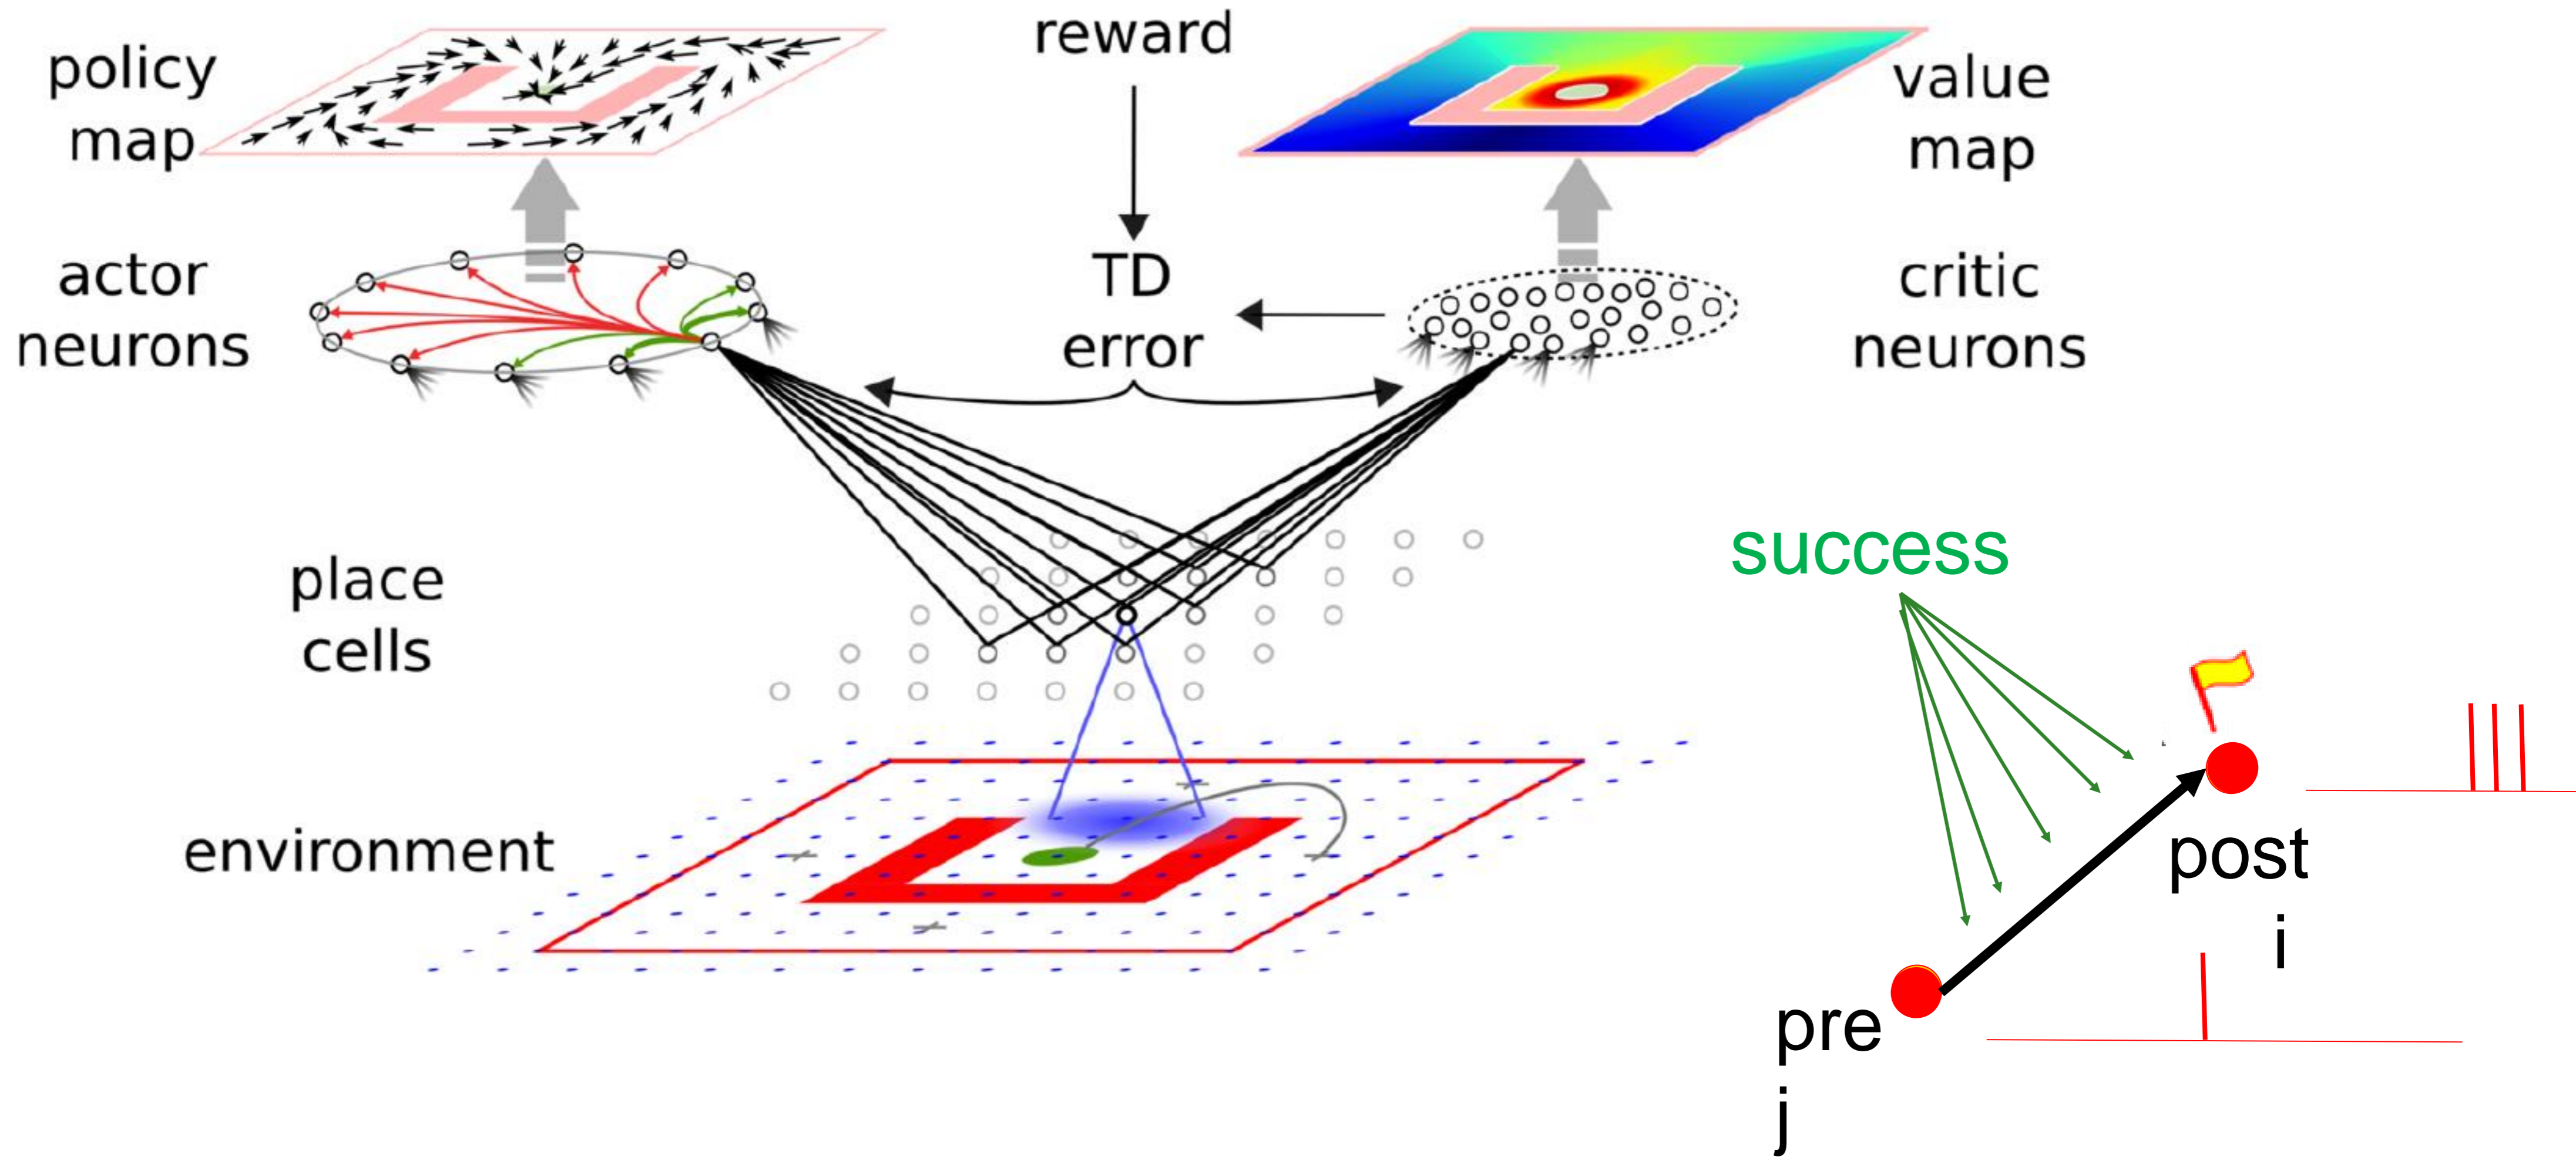 policy
map
reward
value
map
actor
neurons
TD
error
critic
neurons
place
cells
success
environment
post
i
pre
j